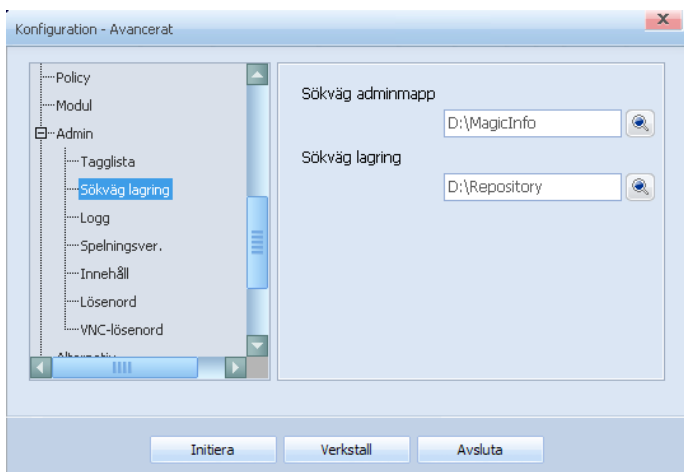 Konfiguration - Avancerat
Policy
Modul
Admin
Tagglista
Sökväg lagring
Logg
Spelningsver.
Innehåll
Lösenord
VNC-lösenord
Alternativ
Sökväg adminmapp
D:\MagicInfo
Sökväg lagring
D:\Repository
Initiera
Verkstall
Avsluta